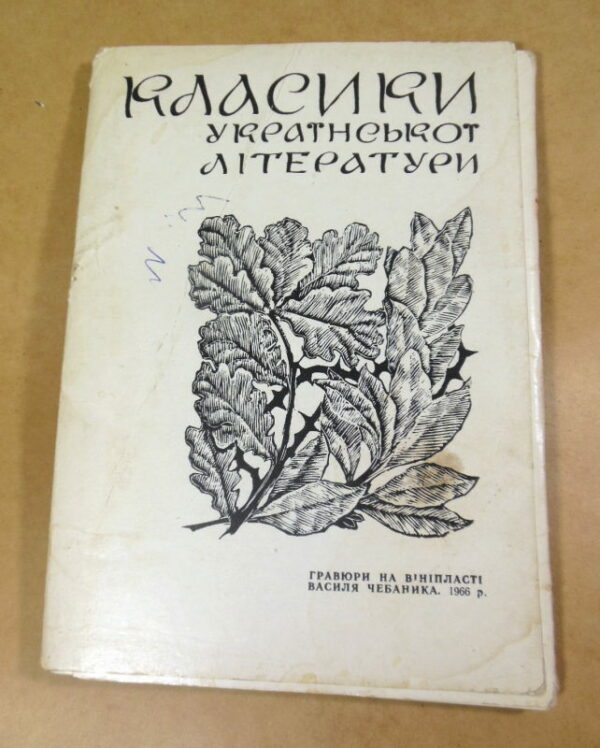 КЛАСИКИ
УКРАЇНСЬКОЇ
ЛІТЕРАТУРИ
ГРАВЮРИ НА ВІНІПЛАСТІ
ВАСИЛЯ ЧЕБАНИКА. 1966 р.